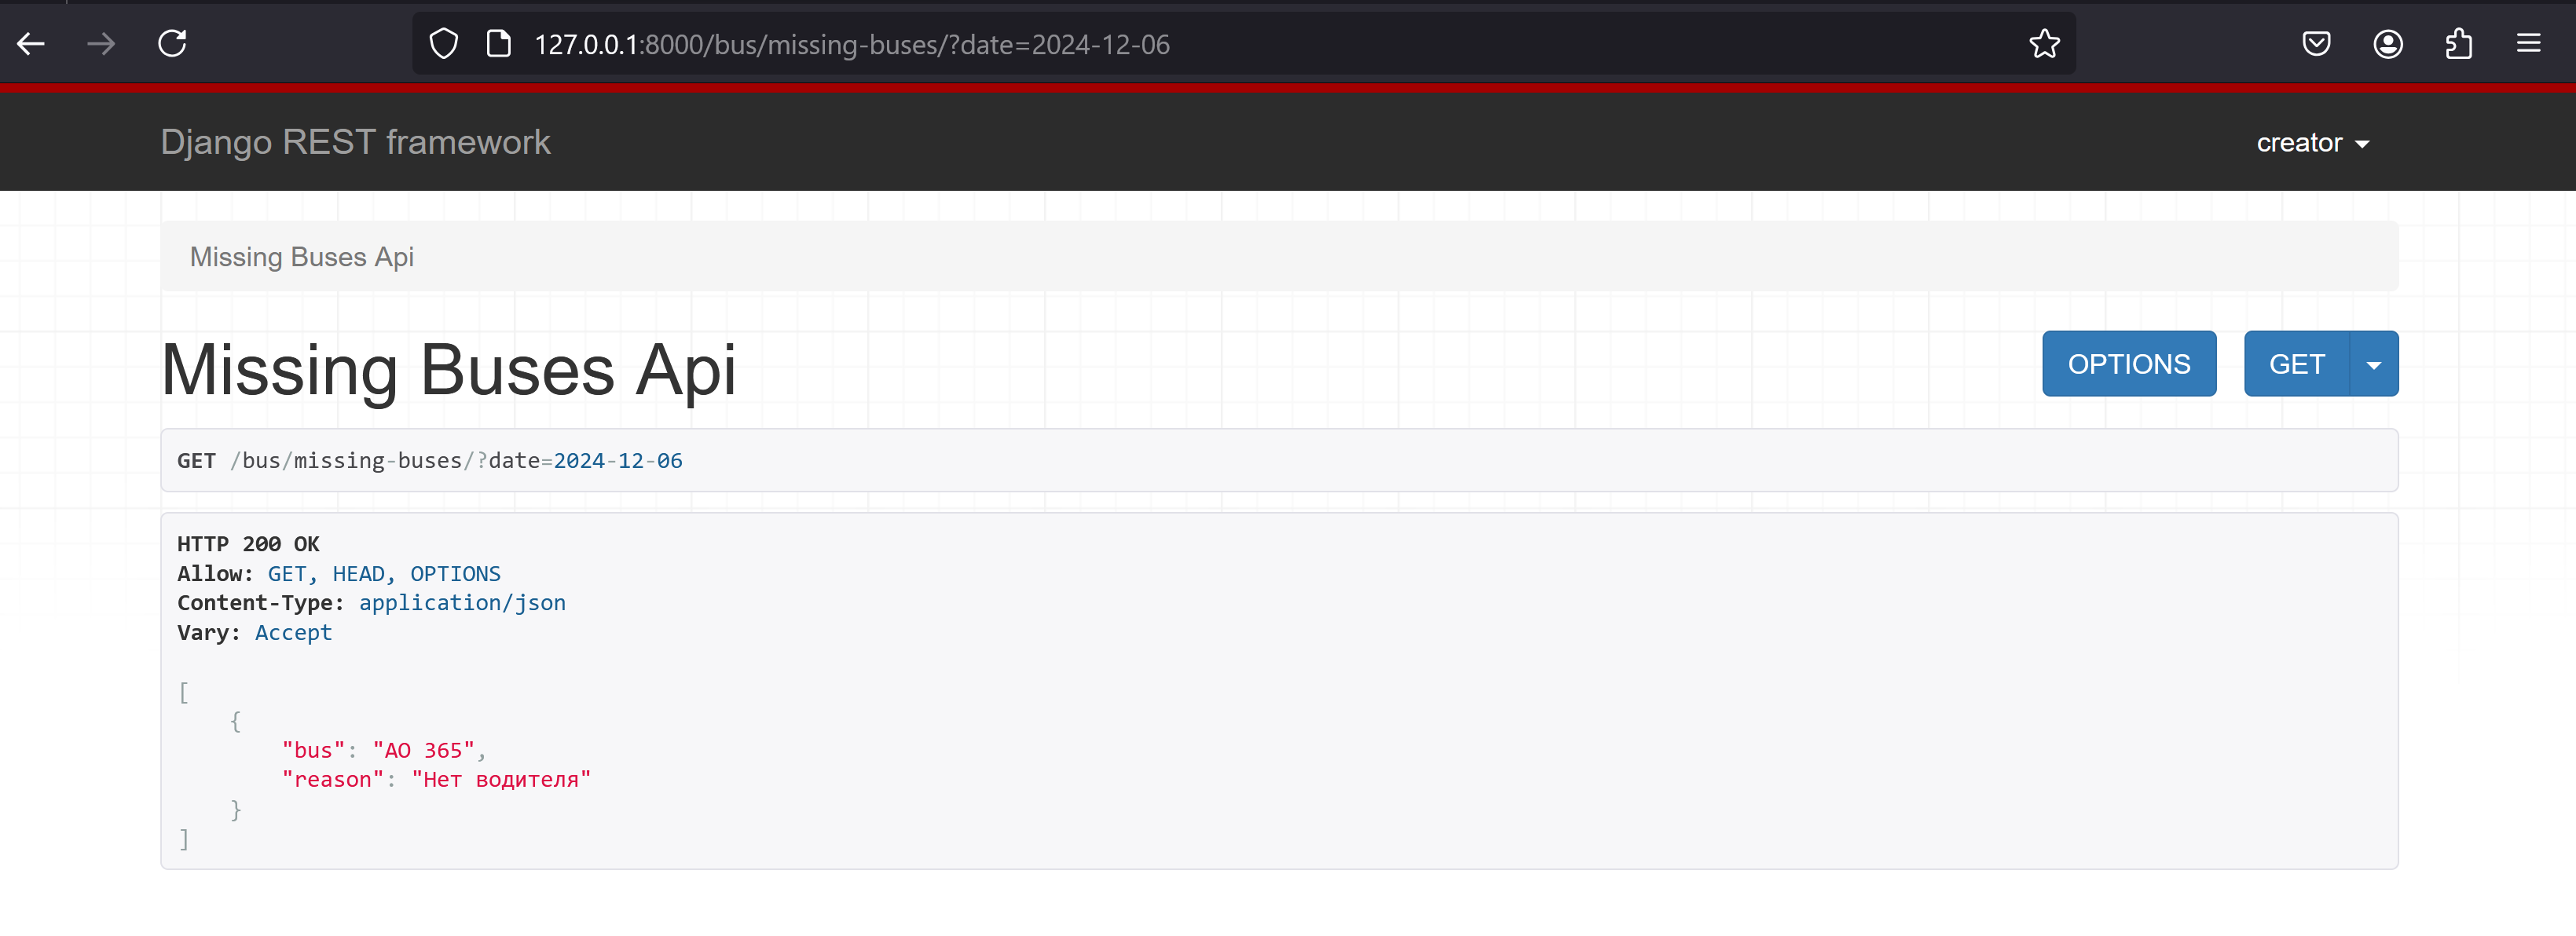 127.0.0.1:8000/bus/missing-buses/?date=2024-12-06
Django REST framework
creator
Missing Buses Api
Missing Buses Api
OPTIONS
GET
GET /bus/missing-buses/?date=2024-12-06
HTTP 200 OK
Allow: GET, HEAD, OPTIONS
Content-Type: application/json
Vary: Accept
[
    {
        "bus": "АО 365",
        "reason": "Нет водителя"
    }
]